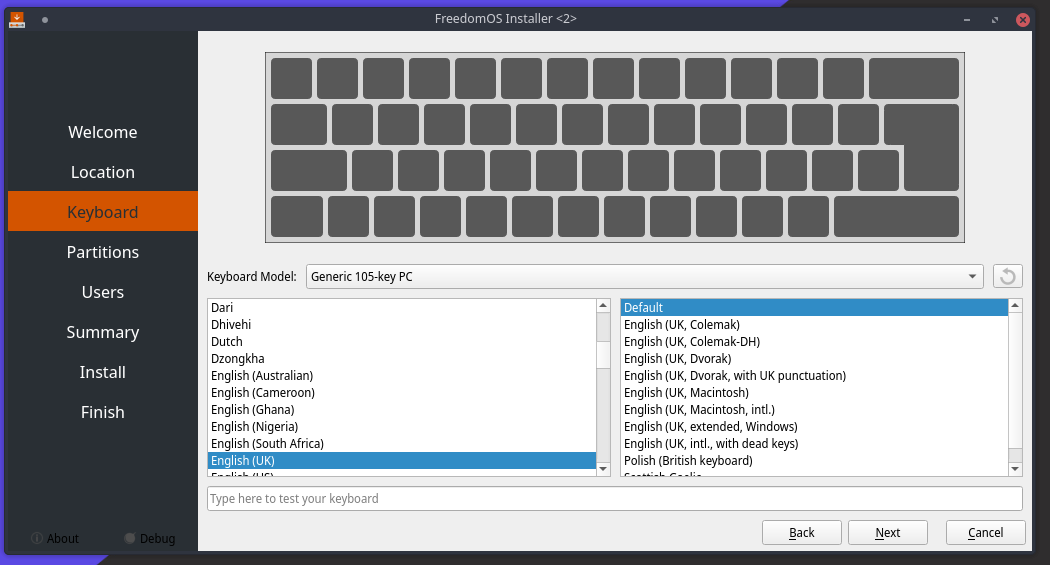 FreedomOS Installer <2>
Welcome
Location
Keyboard
Partitions
Users
Summary
Install
Finish
About
Debug
Keyboard Model:
Generic 105-key PC
Dari
Dhivehi
Dutch
Dzongkha
English (Australian)
English (Cameroon)
English (Ghana)
English (Nigeria)
English (South Africa)
English (UK)
English (US)
Default
English (UK, Colemak)
English (UK, Colemak-DH)
English (UK, Dvorak)
English (UK, Dvorak, with UK punctuation)
English (UK, Macintosh)
English (UK, Macintosh, intl.)
English (UK, extended, Windows)
English (UK, intl., with dead keys)
Polish (British keyboard)
Scottish Gaelic
Type here to test your keyboard
Back
Next
Cancel